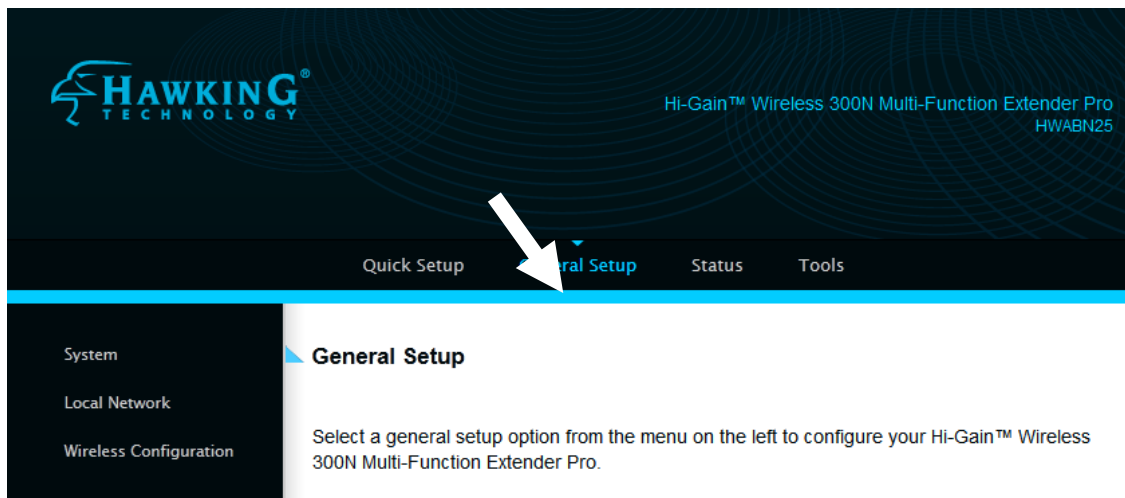 HAWKING®
TECHNOLOGY
Hi-Gain™ Wireless 300N Multi-Function Extender Pro
HWABN25
Quick Setup
Setup
Status
Tools
System
Local Network
Wireless Configuration
General Setup
Select a general setup option from the menu on the left to configure your Hi-Gain™ Wireless
300N Multi-Function Extender Pro.